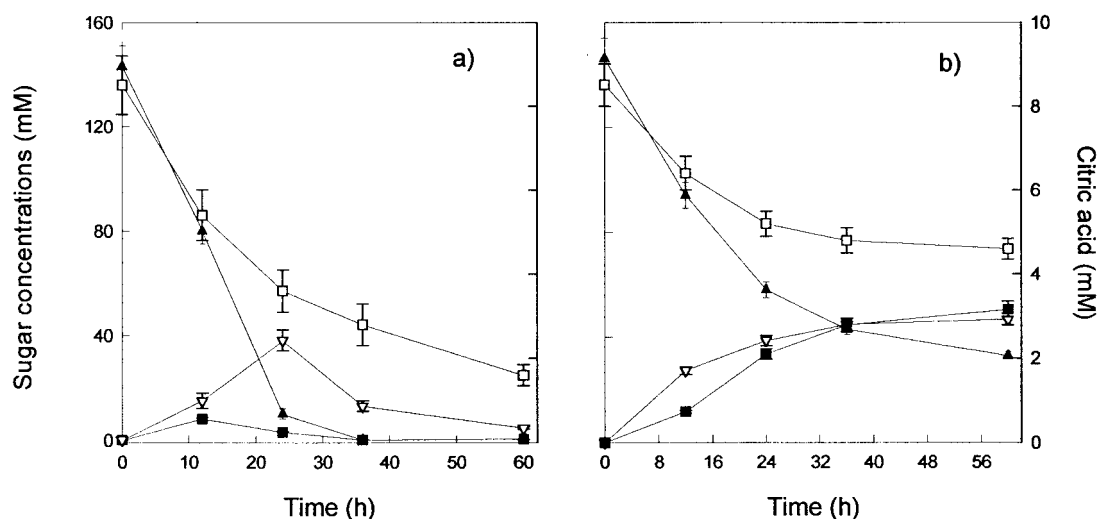 160
120
80
40
0
Sugar concentrations (mM)
a)
0 10 20 30 40 50 60
Time (h)
b)
10
8
6
4
2
0
Citric acid (mM)
0 8 16 24 32 40 48 56
Time (h)